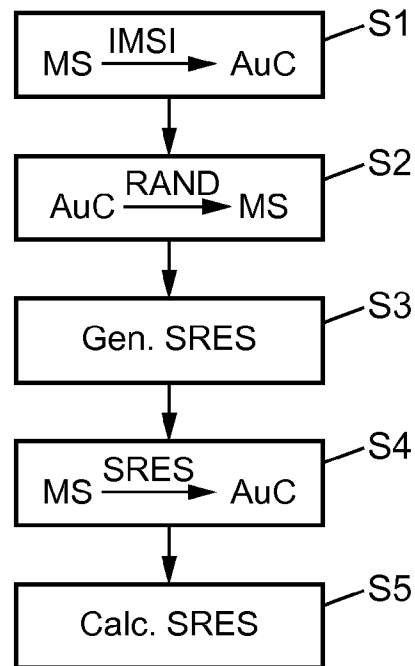 S1
IMSI
MS AuC
S2
RAND
AuC MS
S3
Gen. SRES
S4
SRES
MS AuC
S5
Calc. SRES